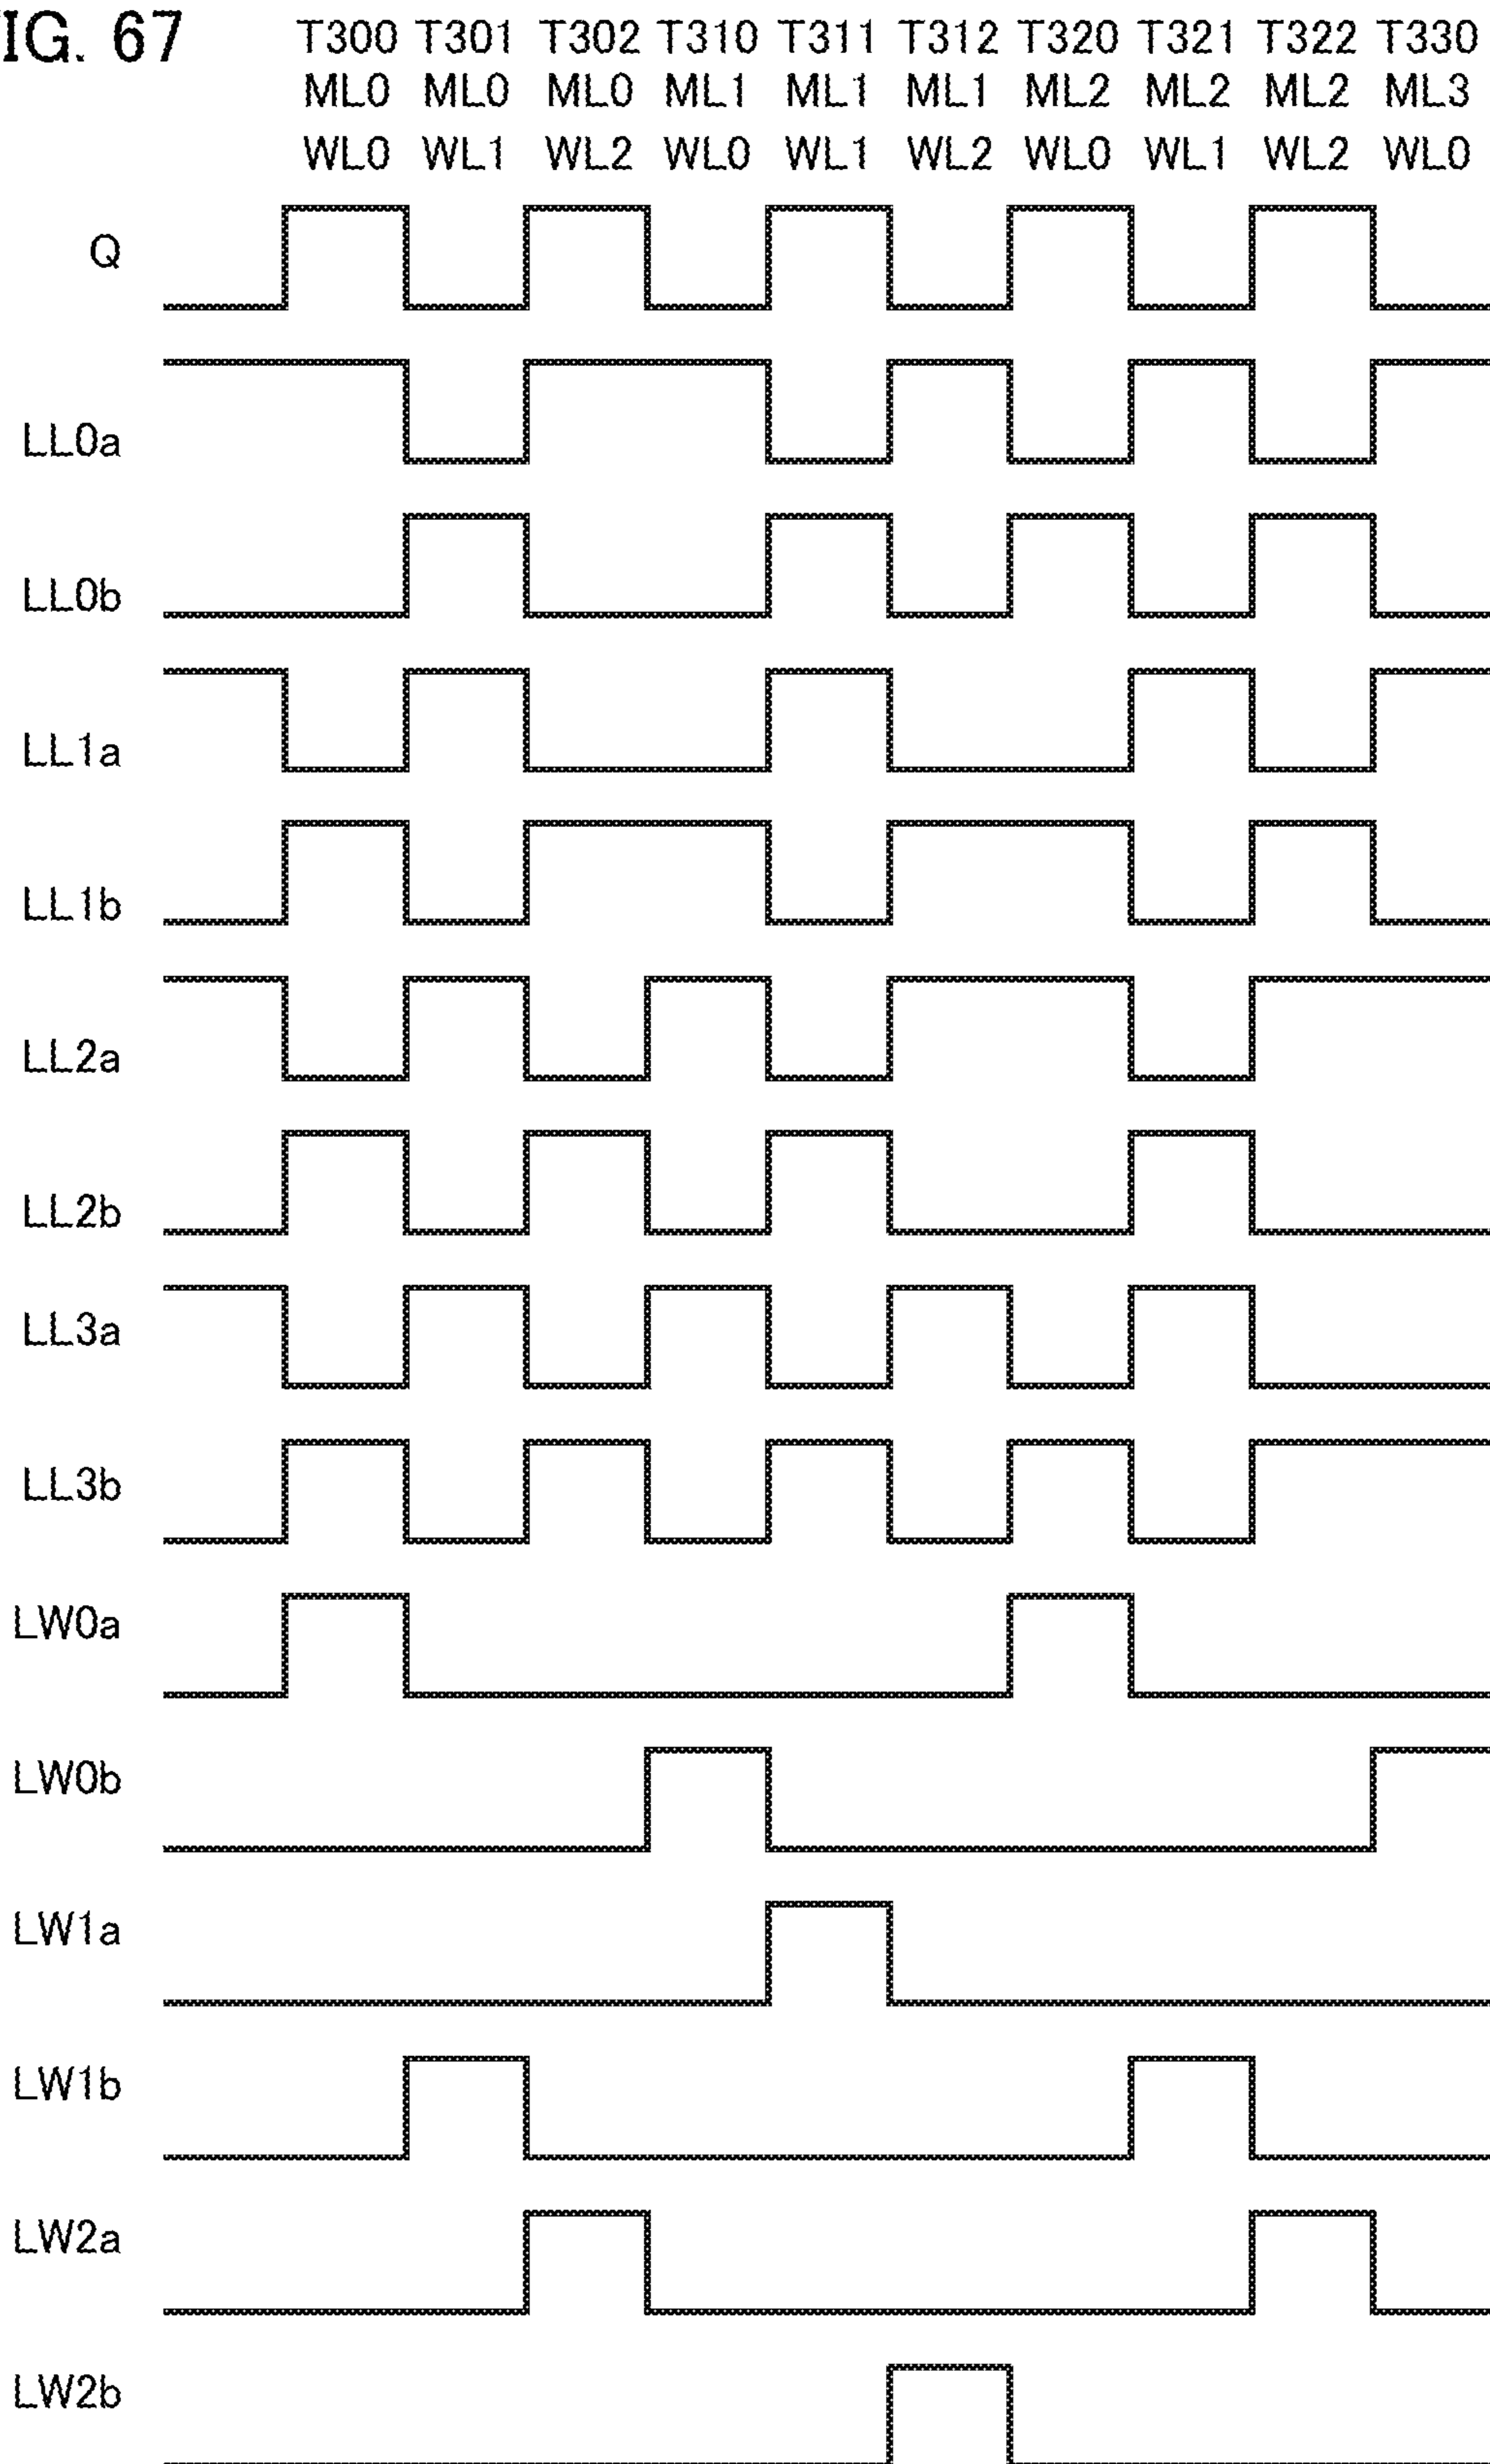 IG. 67
T300 T301 T302 T310 T311 T312 T320 T321 T322 T330
ML0 ML0 ML0 ML1 ML1 ML1 ML2 ML2 ML2 ML3
WL0 WL1 WL2 WL0 WL1 WL2 WL0 WL1 WL2 WL0
Q
LL0a
LL0b
LL1a
LL1b
LL2a
LL2b
LL3a
LL3b
LW0a
LW0b
LW1a
LW1b
LW2a
LW2b